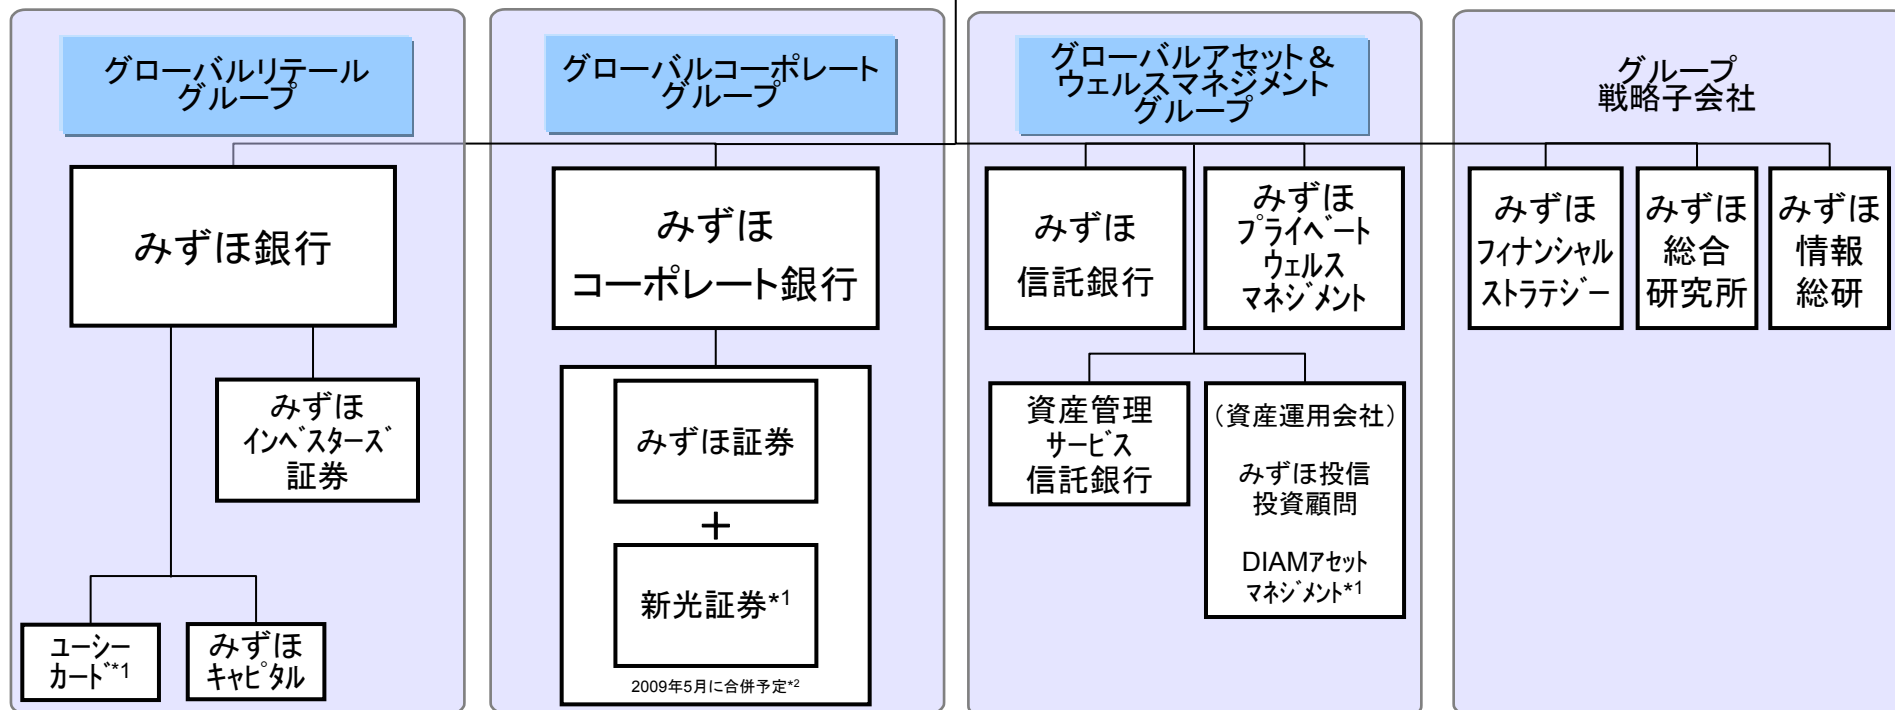 グローバルリテール
グループ
みずほ銀行
みずほ
インベスターズ
証券
ユーシー
カード*1
みずほ
キャピタル
グローバルコーポレート
グループ
みずほ
コーポレート銀行
みずほ証券
+
新光証券*1
2009年5月に合併予定*2
グローバルアセット&
ウェルスマネジメント
グループ
みずほ
信託銀行
みずほ
プライベート
ウェルス
マネジメント
資産管理
サービス
信託銀行
(資産運用会社)
みずほ投信
投資顧問
DIAMアセット
マネジメント*1
グループ
戦略子会社
みずほ
フィナンシャル
ストラテジー
みずほ
総合
研究所
みずほ
情報
総研